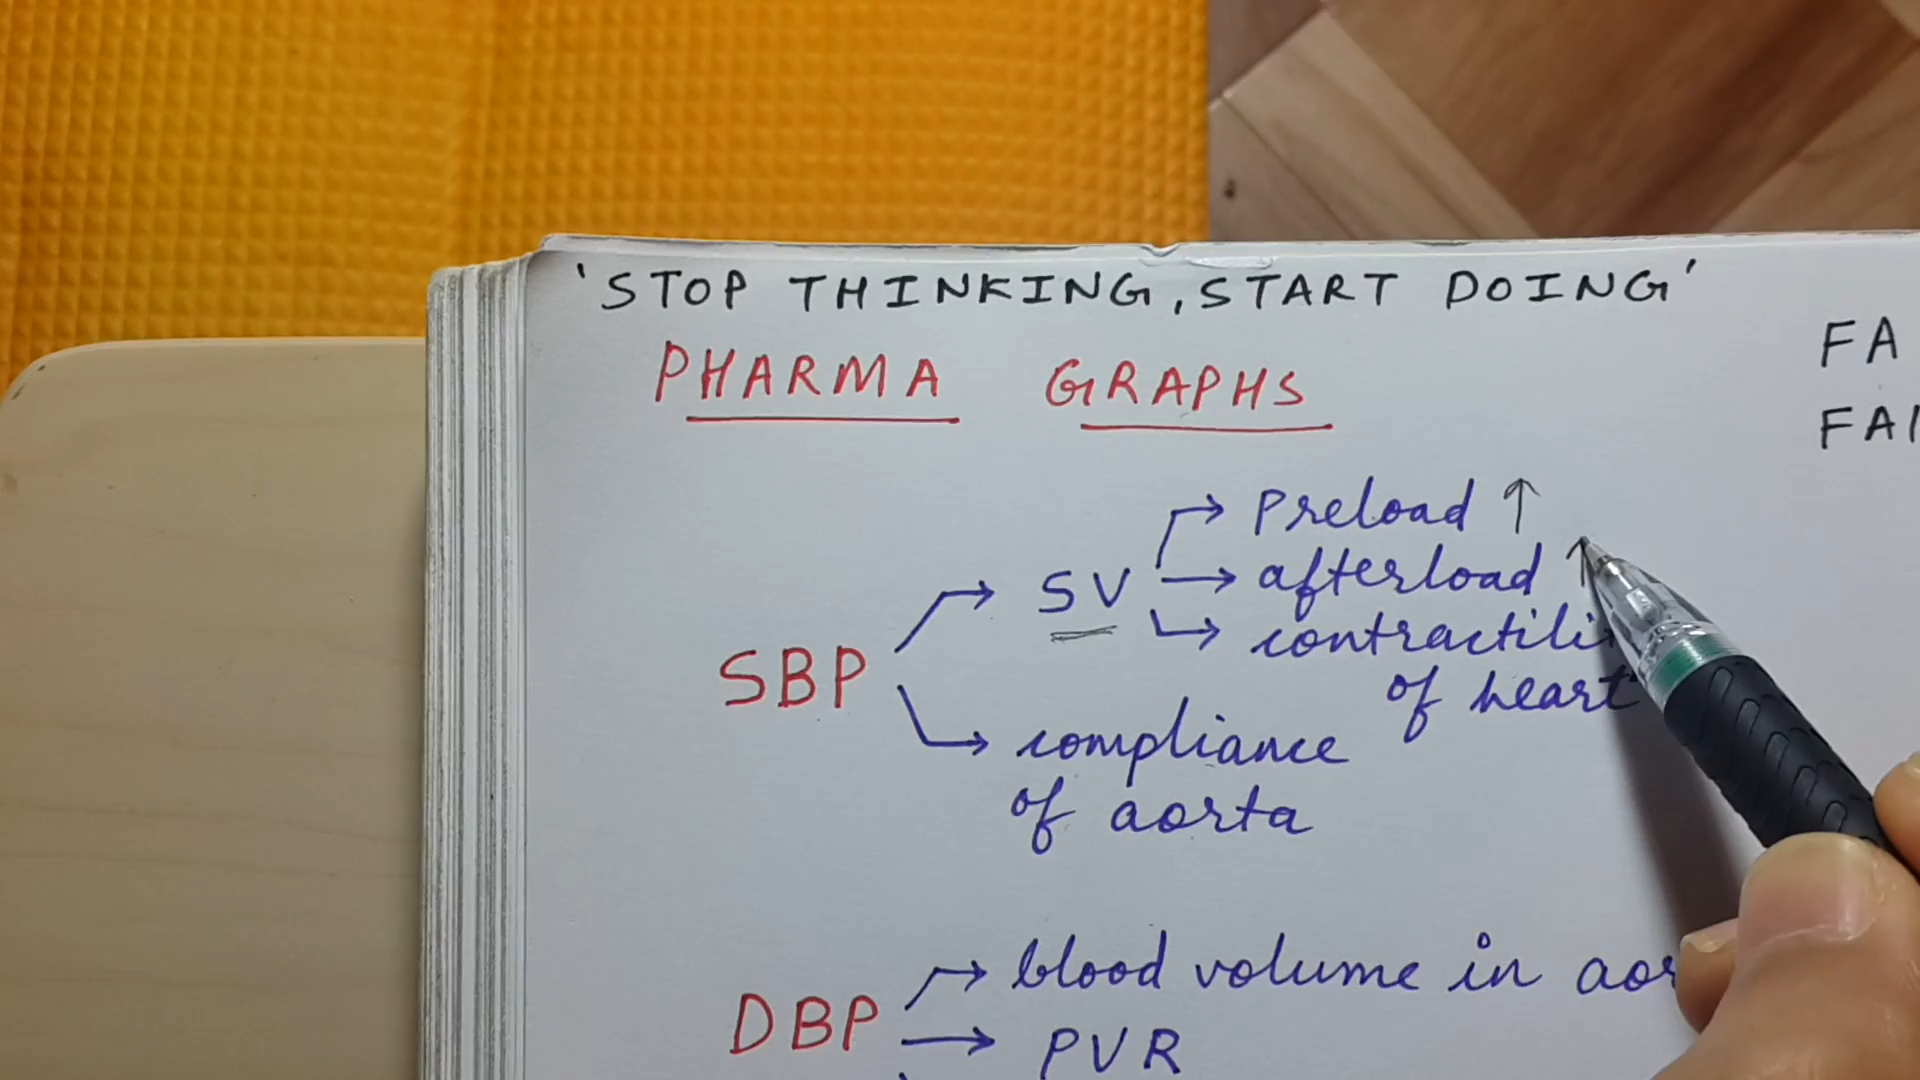 'STOP THINKING, START DOING'
PHARMA GRAPHS
FA
FAI
Preload ↑
SV → afterload ↑
contractili
of heart
SBP
compliance
of aorta
blood volume in aor
DBP
→ PVR